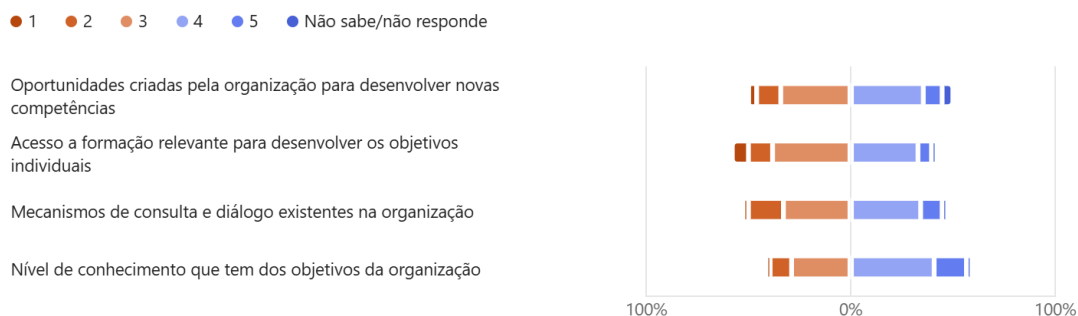 1 2 3 4 5 Não sabe/não responde
Oportunidades criadas pela organização para desenvolver novas
competências
Acesso a formação relevante para desenvolver os objetivos
individuais
Mecanismos de consulta e diálogo existentes na organização
Nível de conhecimento que tem dos objetivos da organização
100% 0% 100%